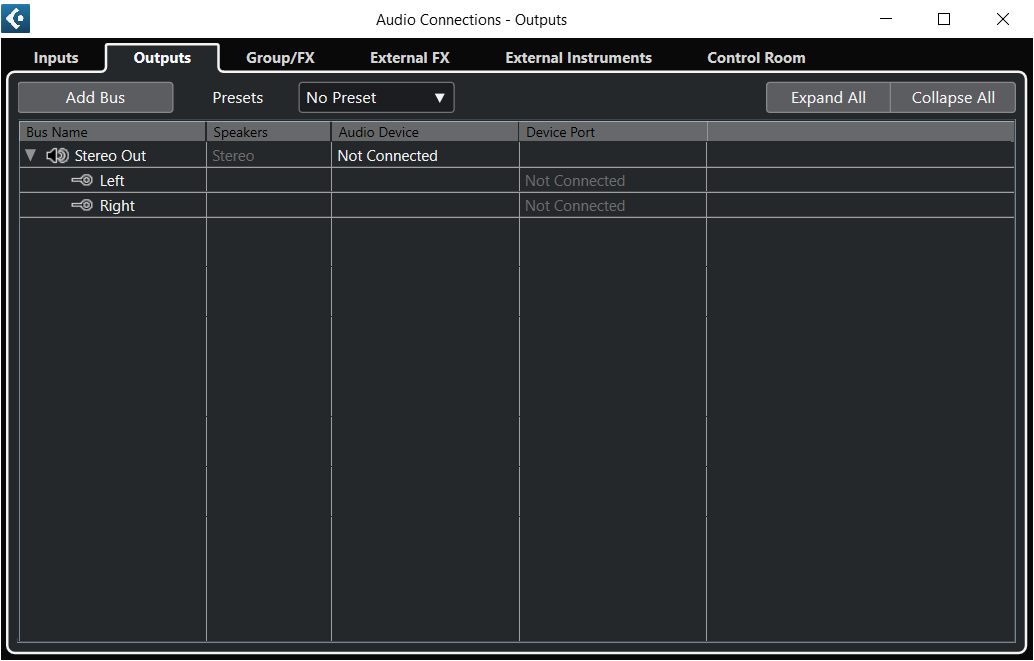 Audio Connections - Outputs
Inputs Outputs Group/FX External FX External Instruments Control Room
Add Bus Presets No Preset Expand All Collapse All
Bus Name Speakers Audio Device Device Port
Stereo Out Stereo Not Connected
Left Not Connected
Right Not Connected